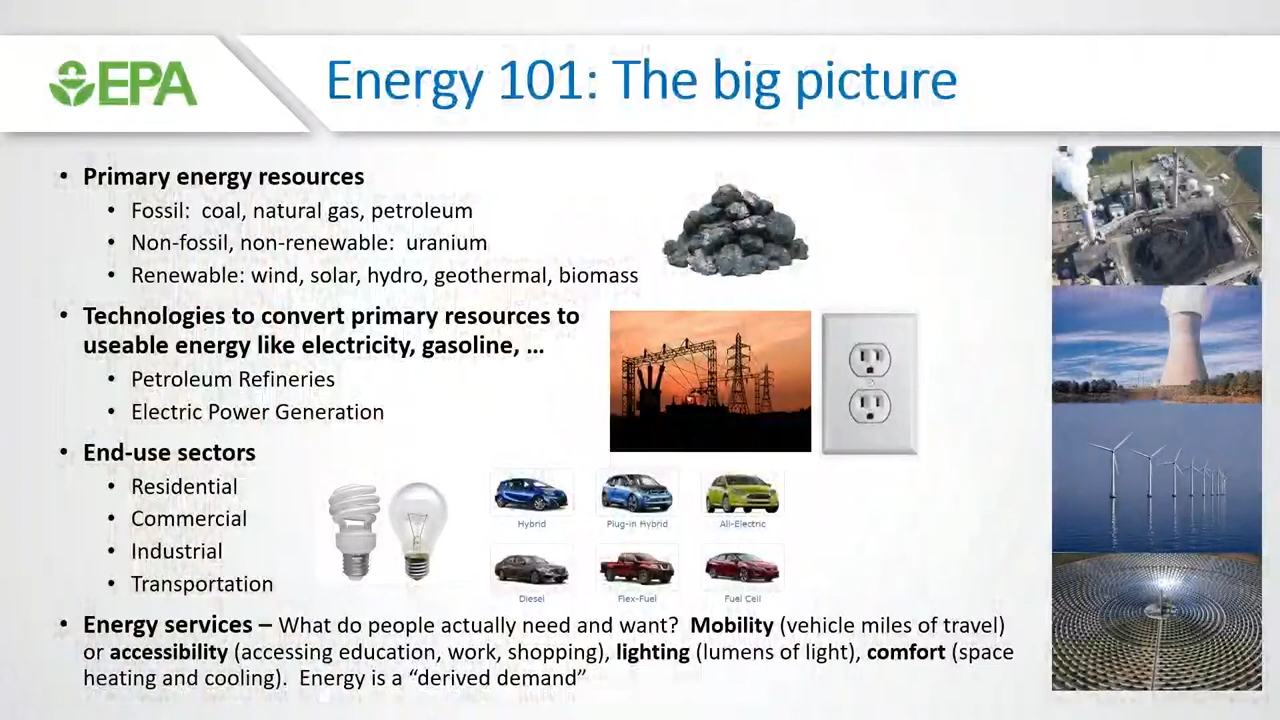 EPA
Energy 101: The big picture
• Primary energy resources
• Fossil:  coal, natural gas, petroleum
• Non-fossil, non-renewable:  uranium
• Renewable: wind, solar, hydro, geothermal, biomass
• Technologies to convert primary resources to
useable energy like electricity, gasoline, …
• Petroleum Refineries
• Electric Power Generation
• End-use sectors
• Residential
• Commercial
• Industrial
• Transportation
Hybrid
Plug-in Hybrid
All-Electric
Diesel
Flex-Fuel
Fuel Cell
• Energy services – What do people actually need and want?  Mobility (vehicle miles of travel)
or accessibility (accessing education, work, shopping), lighting (lumens of light), comfort (space
heating and cooling).  Energy is a “derived demand”